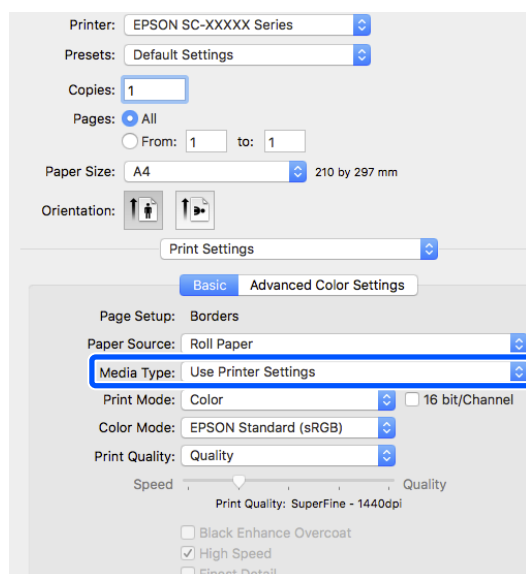 Printer: EPSON SC-XXXXX Series
Presets: Default Settings
Copies: 1
Pages: All
From: 1 to: 1
Paper Size: A4 210 by 297 mm
Orientation:
Print Settings
Basic Advanced Color Settings
Page Setup: Borders
Paper Source: Roll Paper
Media Type: Use Printer Settings
Print Mode: Color 16 bit/Channel
Color Mode: EPSON Standard (sRGB)
Print Quality: Quality
Speed Quality
Print Quality: SuperFine - 1440dpi
Black Enhance Overcoat
High Speed
Finest Detail